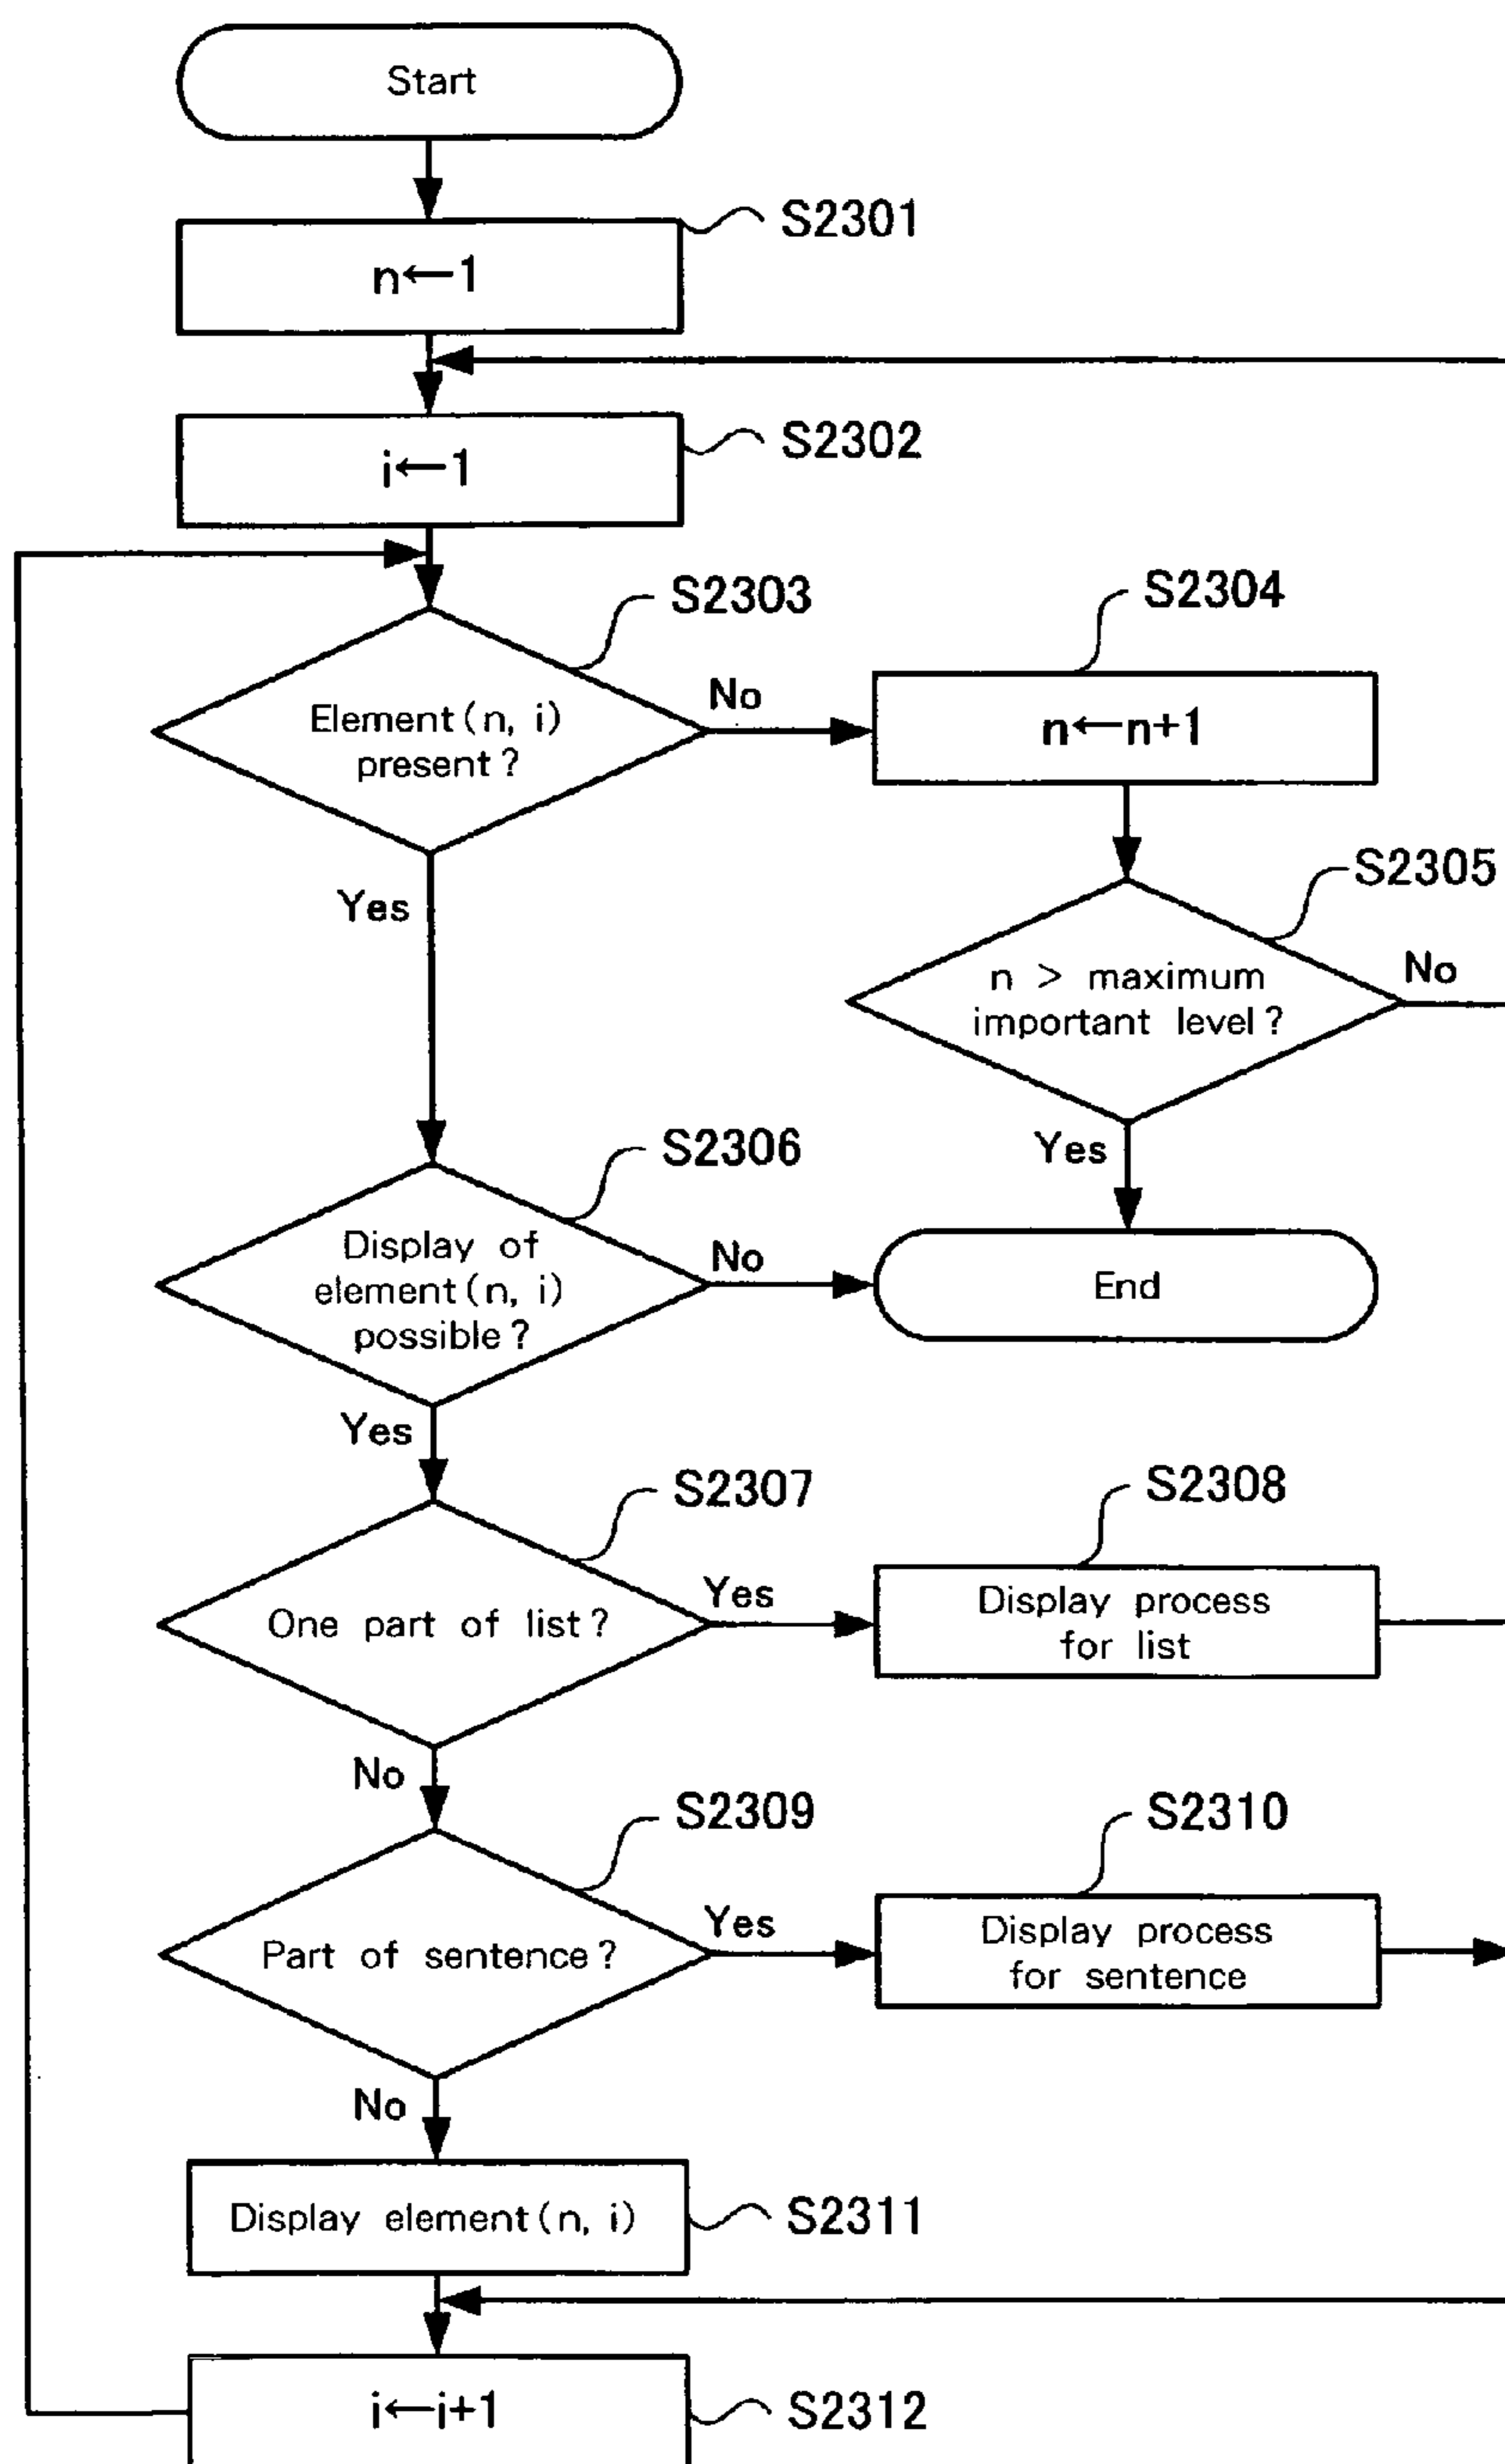 Start
S2301
n←1
S2302
i←1
S2303
S2304
Element(n, i)
present?
No
n←n+1
Yes
S2305
n > maximum
important level?
No
Yes
S2306
Display of
element(n, i)
possible?
No
End
Yes
S2307
S2308
One part of list?
Yes
Display process
for list
No
S2309
S2310
Part of sentence?
Yes
Display process
for sentence
No
Display element(n, i)
S2311
i←i+1
S2312